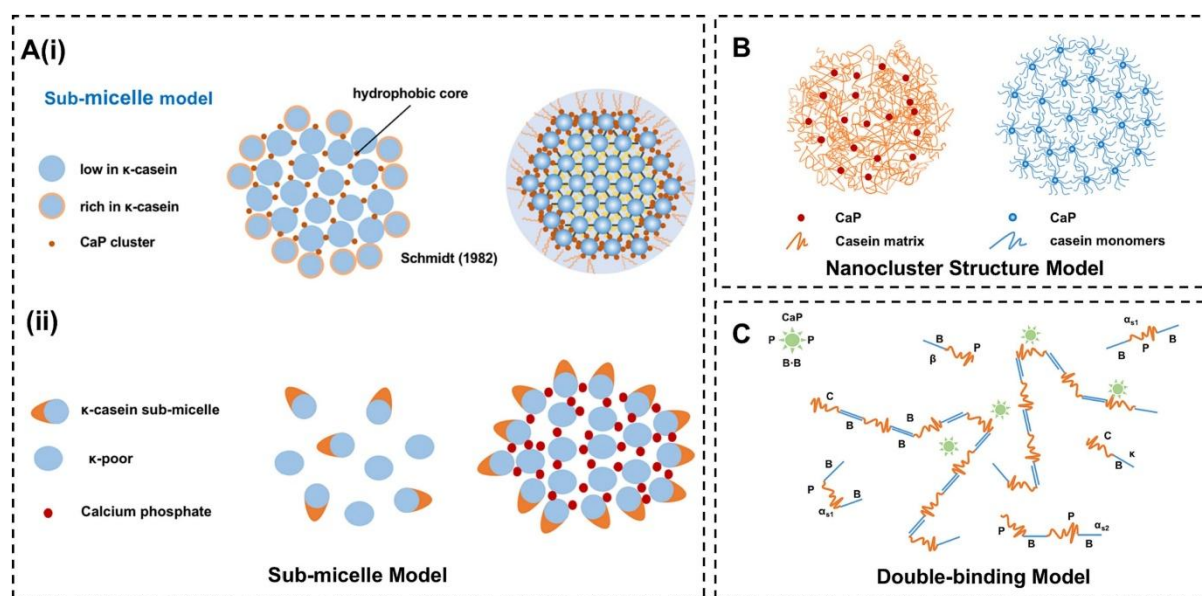 A(i)
Sub-micelle model
hydrophobic core
low in κ-casein
rich in κ-casein
CaP cluster
Schmidt (1982)
(ii)
κ-casein sub-micelle
κ-poor
Calcium phosphate
Sub-micelle Model
B
CaP
CaP
Casein matrix
casein monomers
Nanocluster Structure Model
C
CaP
P P
B·B
B P
β
αs1
B P B
C
B
B
C
B κ
B
P B
αs1
P
P B B
αs2
Double-binding Model